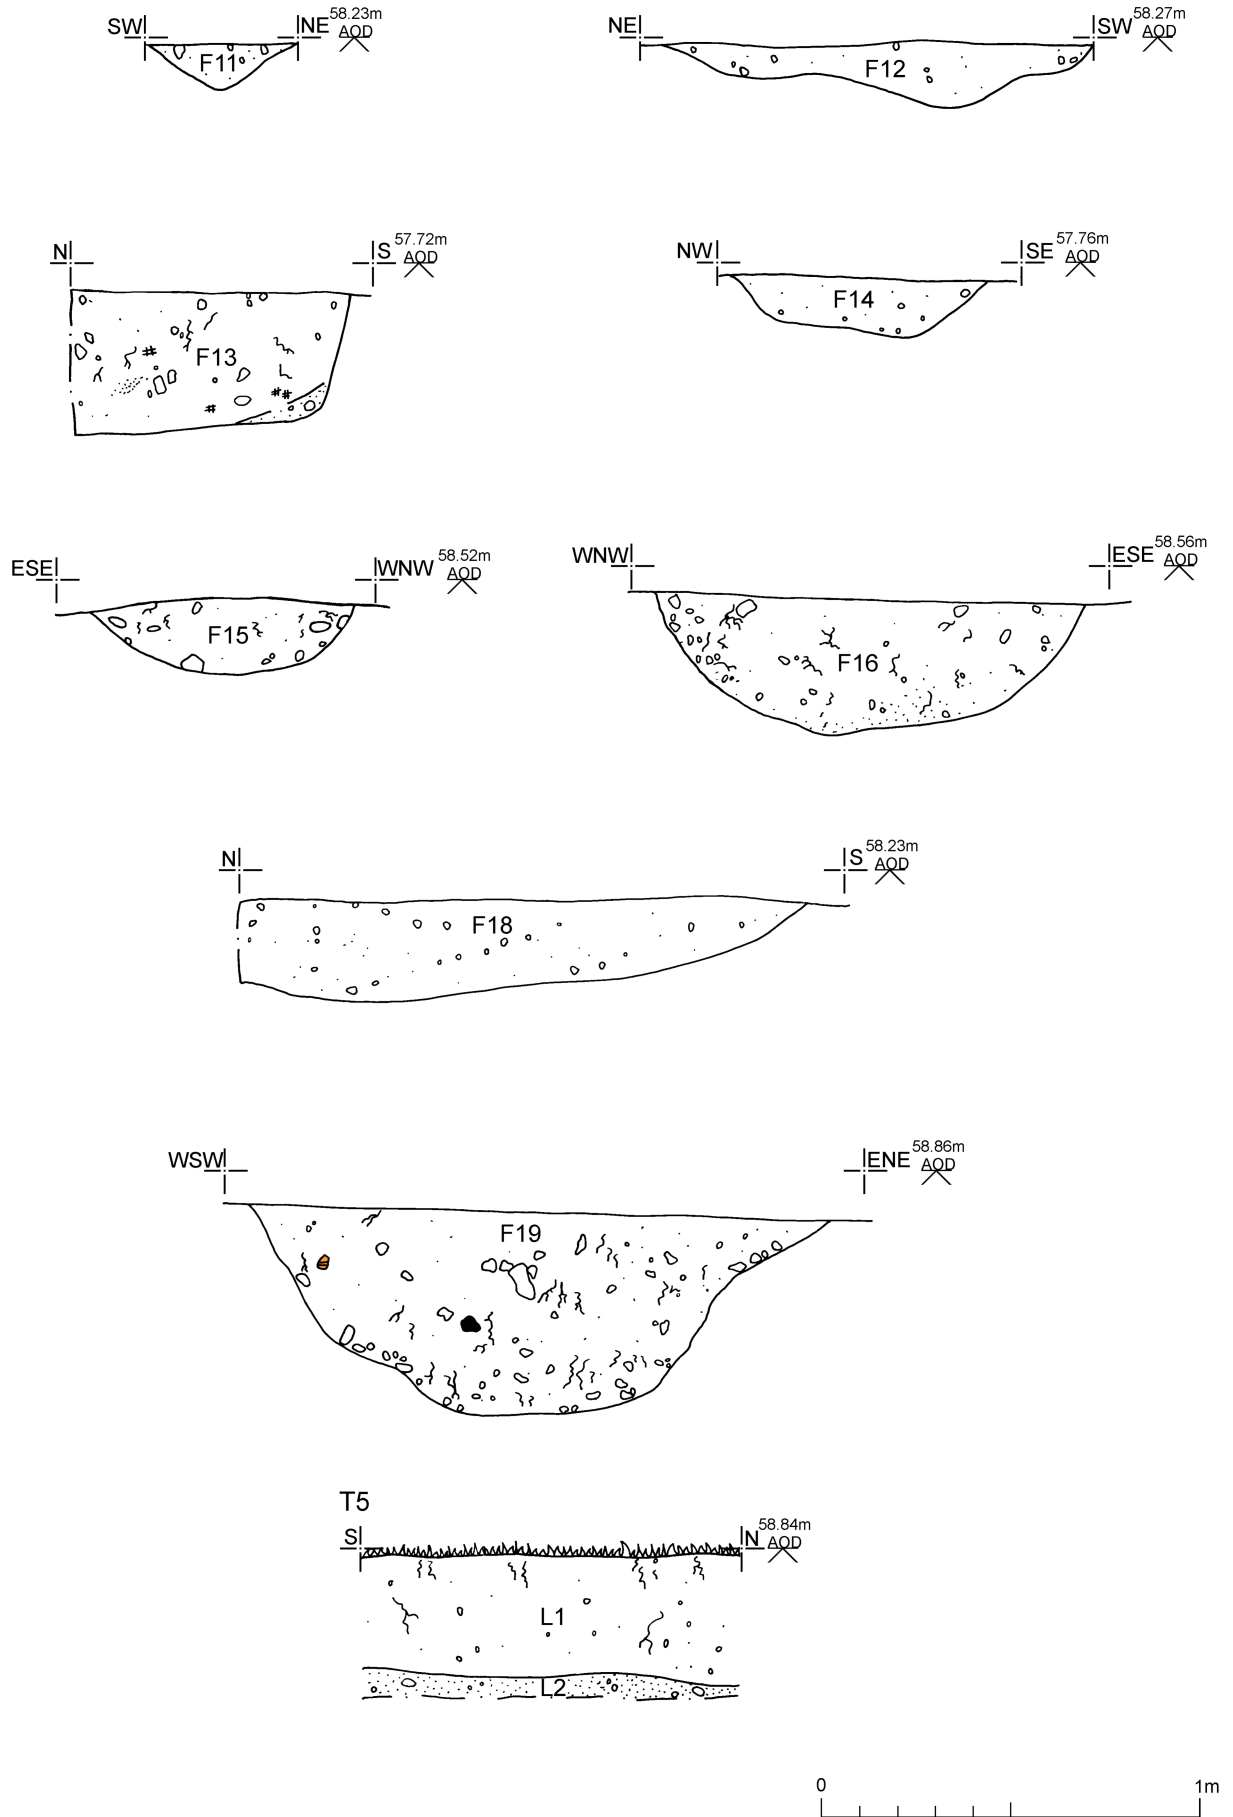 SW NE 58.23m
AOD
F11
NE SW 58.27m
AOD
F12
N S 57.72m
AOD
F13
NW SE 57.76m
AOD
F14
ESE WNW 58.52m
AOD
F15
WNW ESE 58.56m
AOD
F16
N S 58.23m
AOD
F18
WSW ENE 58.86m
AOD
F19
T5
S N 58.84m
AOD
L1
L2
0 1m